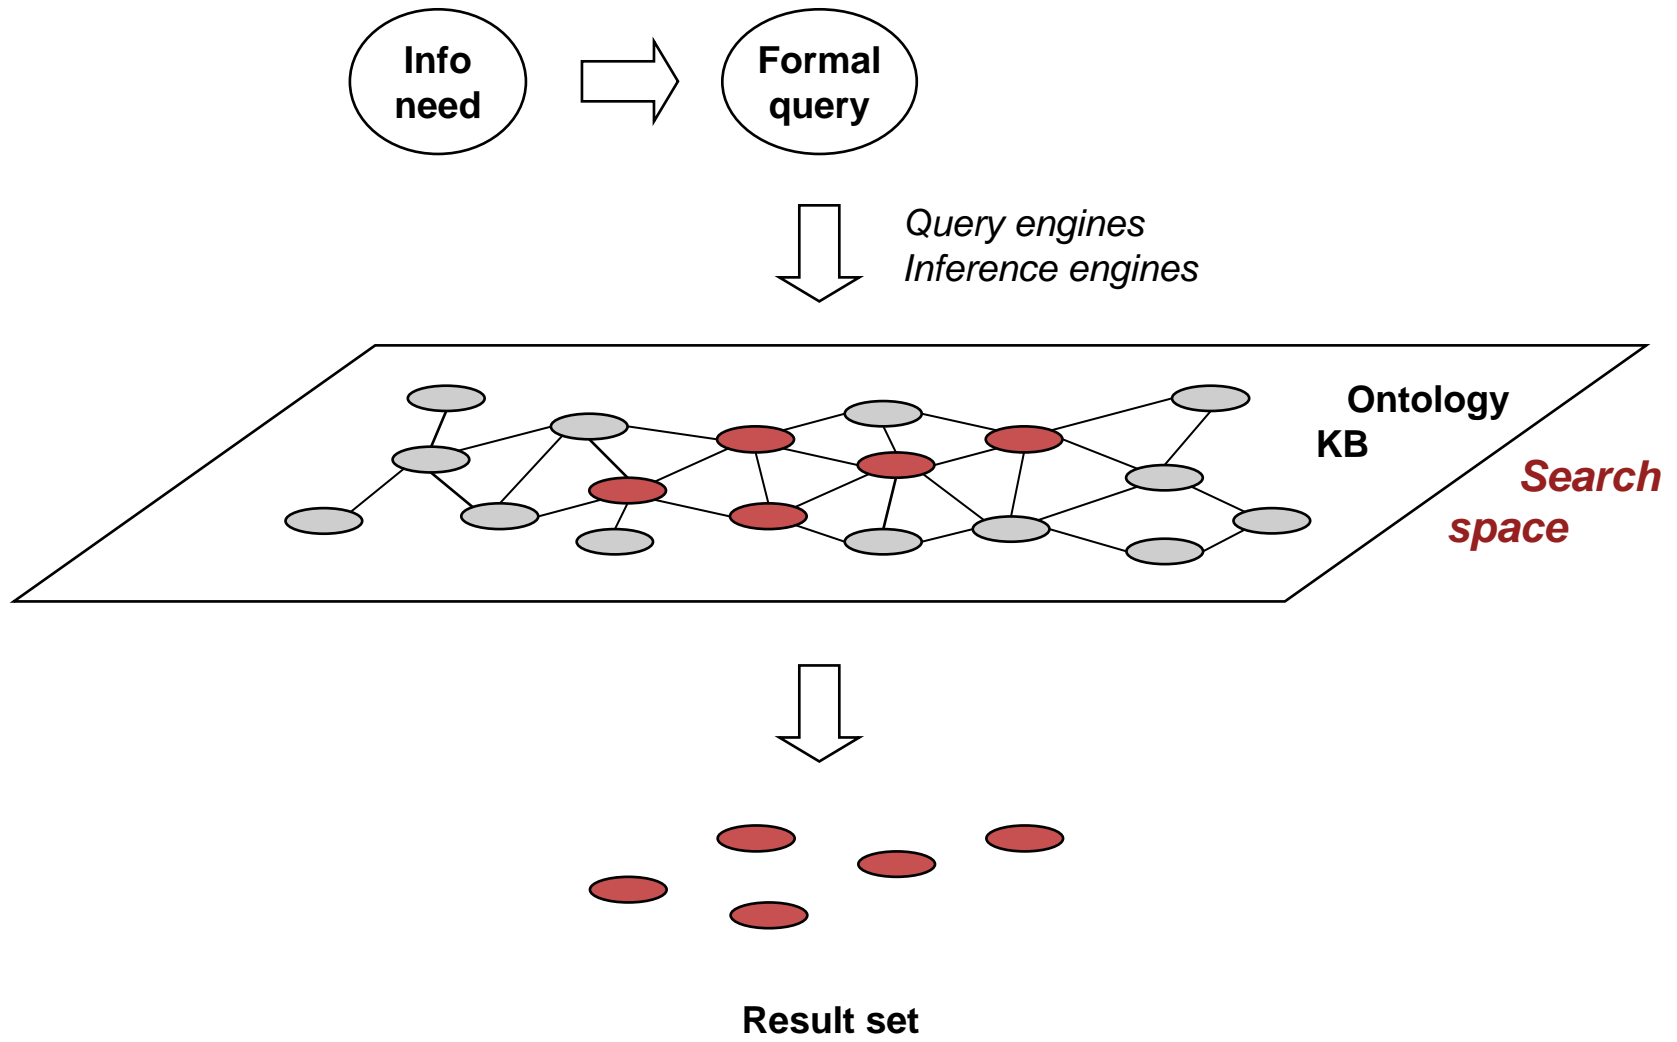 Info
need
Formal
query
Query engines
Inference engines
Ontology
KB
Search
space
Result set